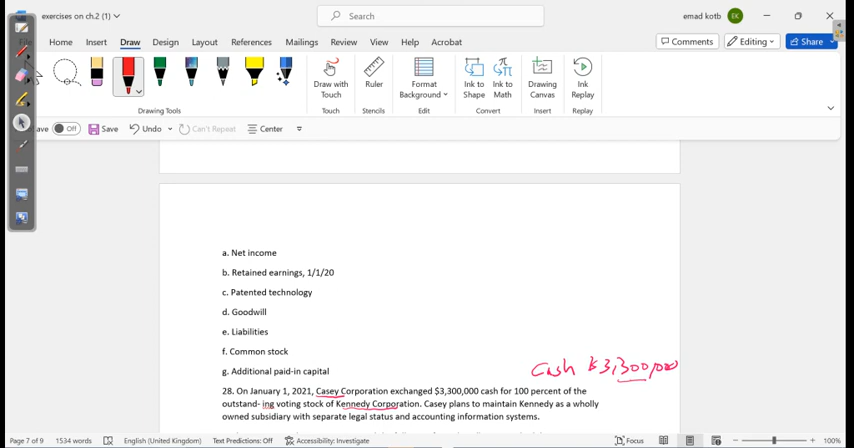 exercises on ch.2 (1)
Search
emad kotb
EK
File
Home
Insert
Draw
Design
Layout
References
Mailings
Review
View
Help
Acrobat
Comments
Editing
Share
Draw with Touch
Ruler
Format Background
Ink to Shape
Ink to Math
Drawing Canvas
Ink Replay
Drawing Tools
Touch
Stencils
Edit
Convert
Insert
Replay
Off
Save
Undo
Can't Repeat
Center
a. Net income
b. Retained earnings, 1/1/20
c. Patented technology
d. Goodwill
e. Liabilities
f. Common stock
g. Additional paid-in capital
Cash $3,300,000
28. On January 1, 2021, Casey Corporation exchanged $3,300,000 cash for 100 percent of the
outstand- ing voting stock of Kennedy Corporation. Casey plans to maintain Kennedy as a wholly
owned subsidiary with separate legal status and accounting information systems.
Page 7 of 9
1534 words
English (United Kingdom)
Text Predictions: Off
Accessibility: Investigate
Focus
100%